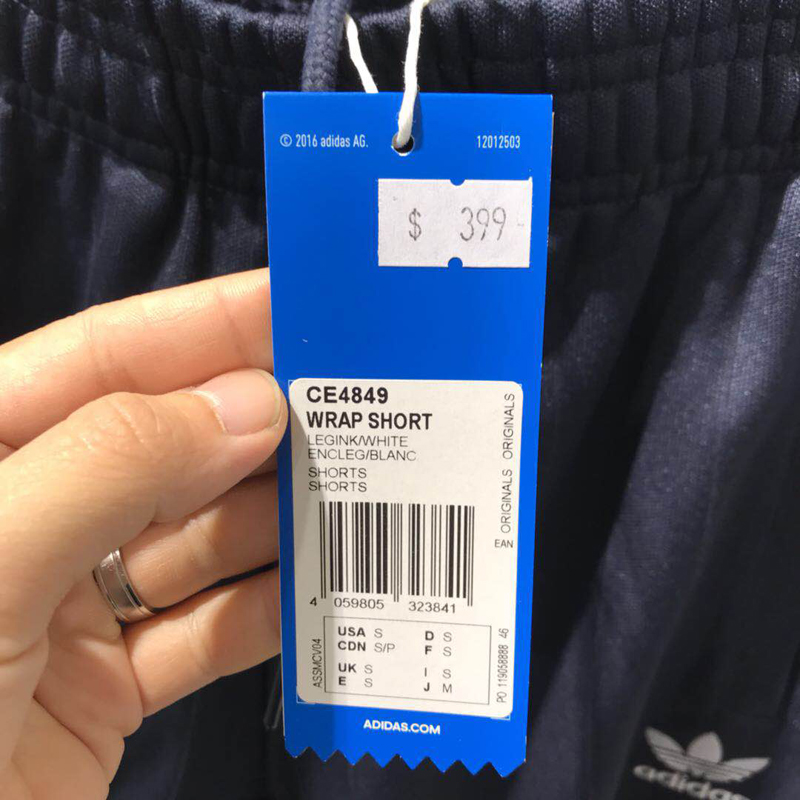 © 2016 adidas AG. 12012503
$ 399-
CE4849
WRAP SHORT
LEGINK/WHITE
ENCLEG/BLANC
SHORTS
SHORTS
ORIGINALS ORIGINALS
EAN
4 059805 323841
ASSMCV04
USA S D S
CDN S/P F S
UK S I S
E S J M
PO 119058888 46
ADIDAS.COM
adidas